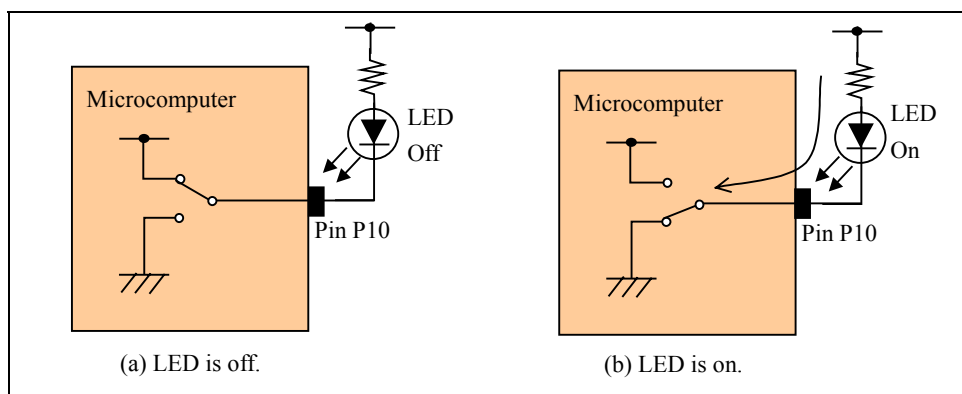 Microcomputer
LED
Off
Pin P10
(a) LED is off.
Microcomputer
LED
On
Pin P10
(b) LED is on.